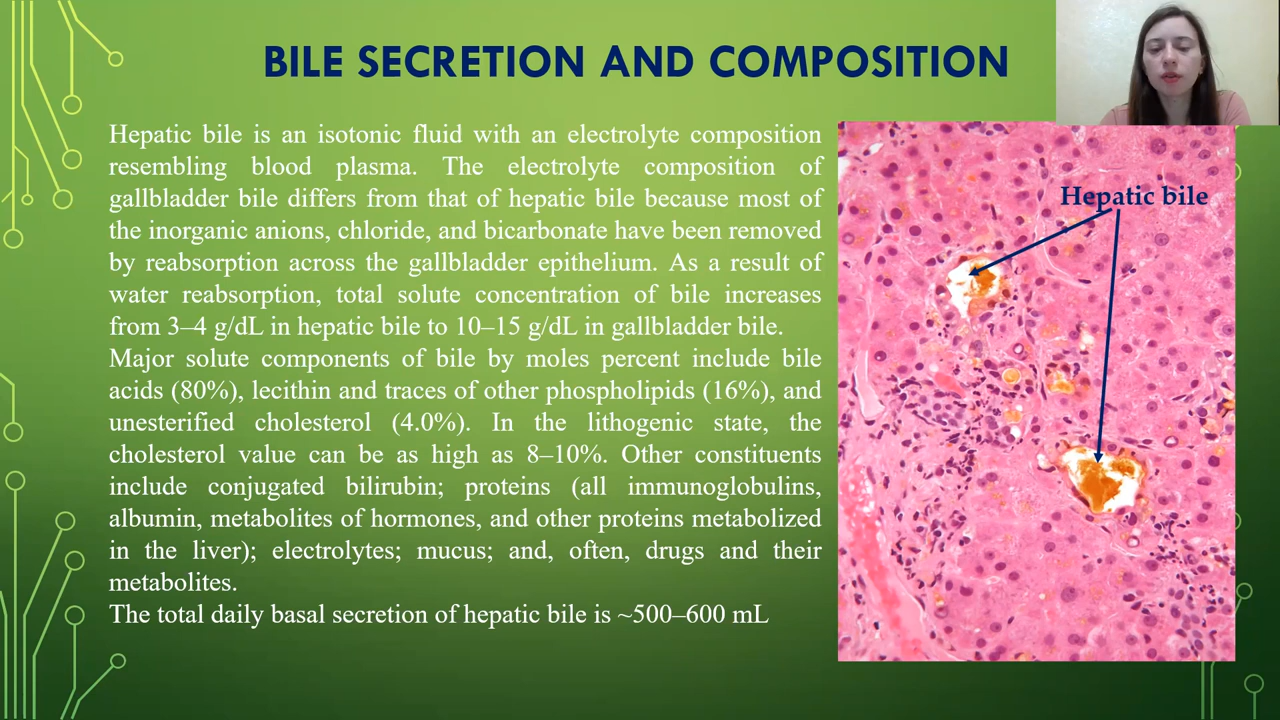 BILE SECRETION AND COMPOSITION
Hepatic bile is an isotonic fluid with an electrolyte composition
resembling blood plasma. The electrolyte composition of
gallbladder bile differs from that of hepatic bile because most of
the inorganic anions, chloride, and bicarbonate have been removed
by reabsorption across the gallbladder epithelium. As a result of
water reabsorption, total solute concentration of bile increases
from 3–4 g/dL in hepatic bile to 10–15 g/dL in gallbladder bile.
Major solute components of bile by moles percent include bile
acids (80%), lecithin and traces of other phospholipids (16%), and
unesterified cholesterol (4.0%). In the lithogenic state, the
cholesterol value can be as high as 8–10%. Other constituents
include conjugated bilirubin; proteins (all immunoglobulins,
albumin, metabolites of hormones, and other proteins metabolized
in the liver); electrolytes; mucus; and, often, drugs and their
metabolites.
The total daily basal secretion of hepatic bile is ~500–600 mL
Hepatic bile